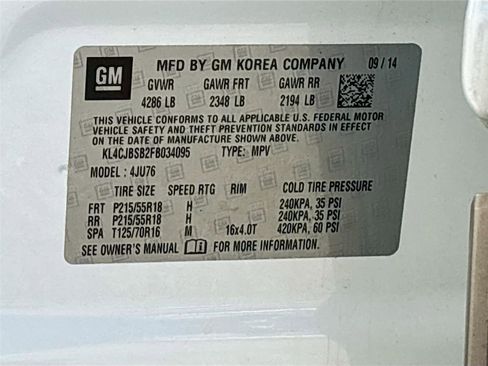 GM
MFD BY GM KOREA COMPANY 09 / 14
GVWR GAWR FRT GAWR RR
4286 LB 2348 LB 2194 LB
THIS VEHICLE CONFORMS TO ALL APPLICABLE U.S. FEDERAL MOTOR
VEHICLE SAFETY AND THEFT PREVENTION STANDARDS IN EFFECT ON
THE DATE OF MANUFACTURE SHOWN ABOVE.
KL4CJBSB2FB034095 TYPE: MPV
MODEL : 4JU76
TIRE SIZE SPEED RTG RIM COLD TIRE PRESSURE
FRT P215/55R18 H 240KPA, 35 PSI
RR P215/55R18 H 240KPA, 35 PSI
SPA T125/70R16 M 16x4.0T 420KPA, 60 PSI
SEE OWNER'S MANUAL FOR MORE INFORMATION.